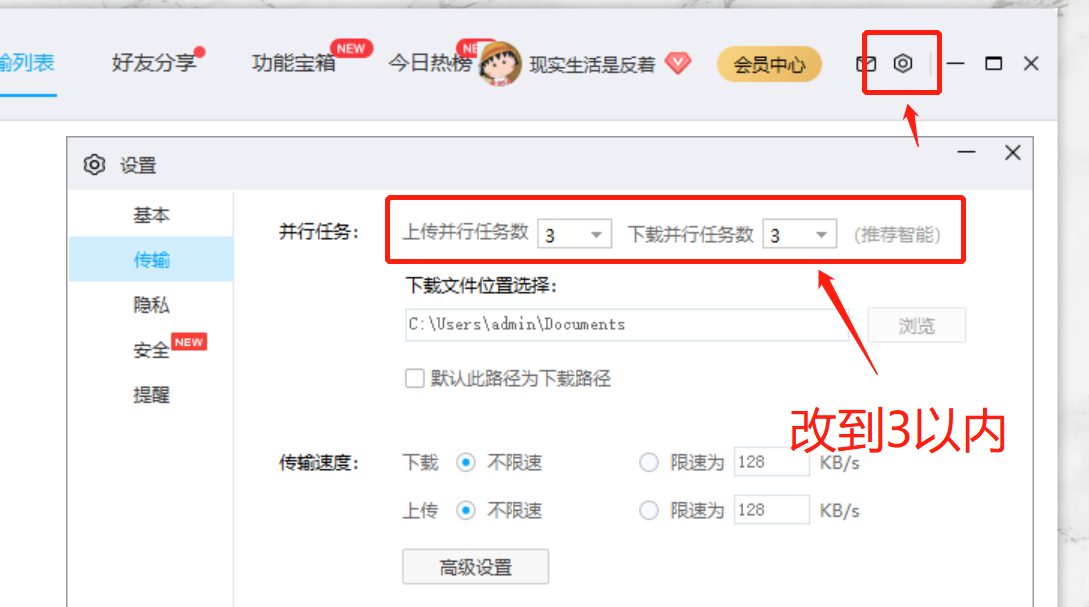 输列表 好友分享 功能宝箱 NEW 今日热榜 现实生活是反着 会员中心
设置
基本
传输
隐私
安全 NEW
提醒
并行任务: 上传并行任务数 3 下载并行任务数 3 (推荐智能)
下载文件位置选择:
C:\Users\admin\Documents 浏览
默认此路径为下载路径
改到3以内
传输速度: 下载 不限速 限速为 128 KB/s
上传 不限速 限速为 128 KB/s
高级设置